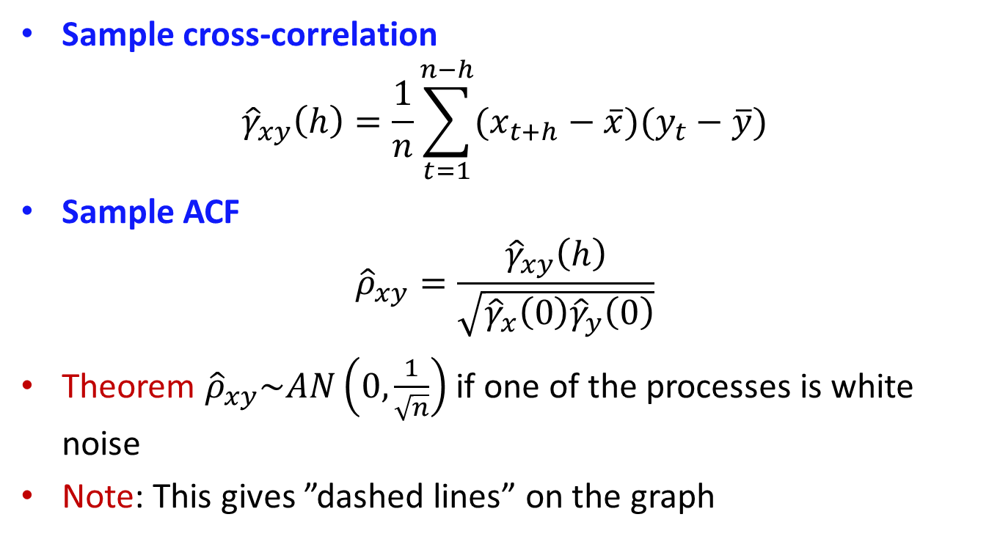 • Sample cross-correlation
$\hat{\gamma}_{xy}(h) = \frac{1}{n} \sum_{t=1}^{n-h} (x_{t+h} - \bar{x})(y_t - \bar{y})$
• Sample ACF
$\hat{\rho}_{xy} = \frac{\hat{\gamma}_{xy}(h)}{\sqrt{\hat{\gamma}_x(0)\hat{\gamma}_y(0)}}$
• Theorem $\hat{\rho}_{xy} \sim AN\left(0, \frac{1}{\sqrt{n}}\right)$ if one of the processes is white
noise
• Note: This gives ”dashed lines” on the graph